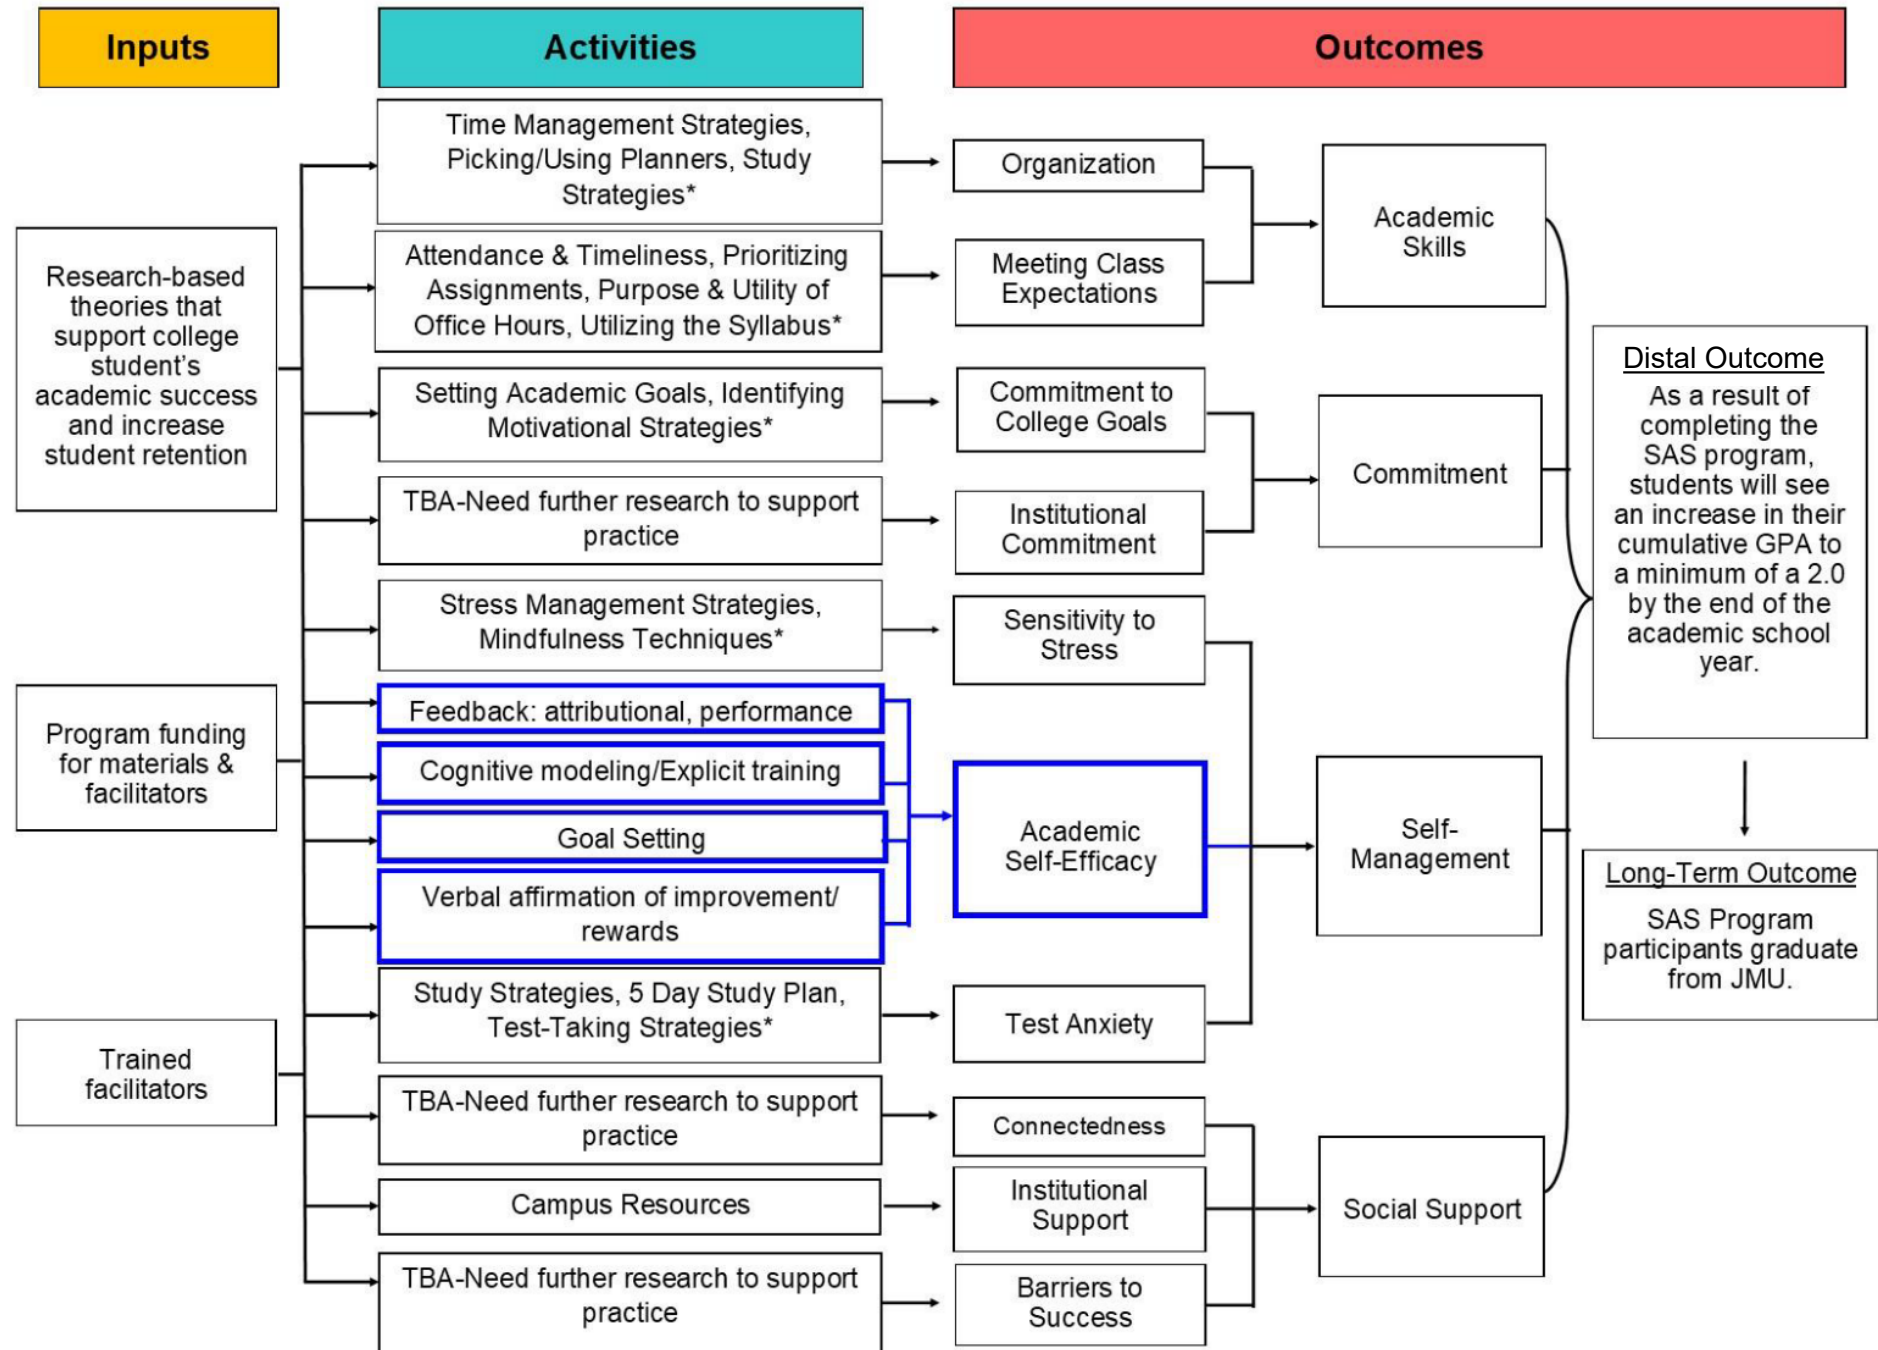 Inputs
Activities
Outcomes
Research-based
theories that
support college
student’s
academic success
and increase
student retention
Program funding
for materials &
facilitators
Trained
facilitators
Time Management Strategies,
Picking/Using Planners, Study
Strategies*
Attendance & Timeliness, Prioritizing
Assignments, Purpose & Utility of
Office Hours, Utilizing the Syllabus*
Setting Academic Goals, Identifying
Motivational Strategies*
TBA-Need further research to support
practice
Stress Management Strategies,
Mindfulness Techniques*
Feedback: attributional, performance
Cognitive modeling/Explicit training
Goal Setting
Verbal affirmation of improvement/
rewards
Study Strategies, 5 Day Study Plan,
Test-Taking Strategies*
TBA-Need further research to support
practice
Campus Resources
TBA-Need further research to support
practice
Organization
Meeting Class
Expectations
Commitment to
College Goals
Institutional
Commitment
Sensitivity to
Stress
Academic
Self-Efficacy
Test Anxiety
Connectedness
Institutional
Support
Barriers to
Success
Academic
Skills
Commitment
Self-
Management
Social Support
Distal Outcome
As a result of
completing the
SAS program,
students will see
an increase in their
cumulative GPA to
a minimum of a 2.0
by the end of the
academic school
year.
Long-Term Outcome
SAS Program
participants graduate
from JMU.